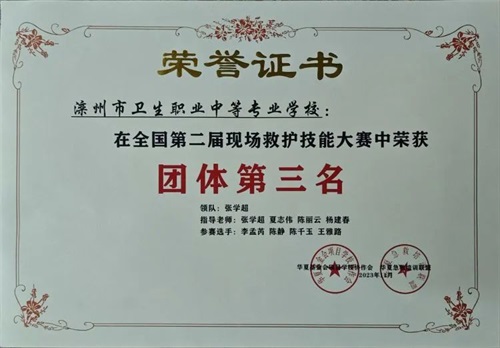 荣誉证书
滦州市卫生职业中等专业学校：
在全国第二届现场救护技能大赛中荣获
团体第三名
领队：张学超
指导老师：张学超 夏志伟 陈丽云 杨建春
参赛选手：李孟芮 陈静 陈千玉 王雅路
2023年12月